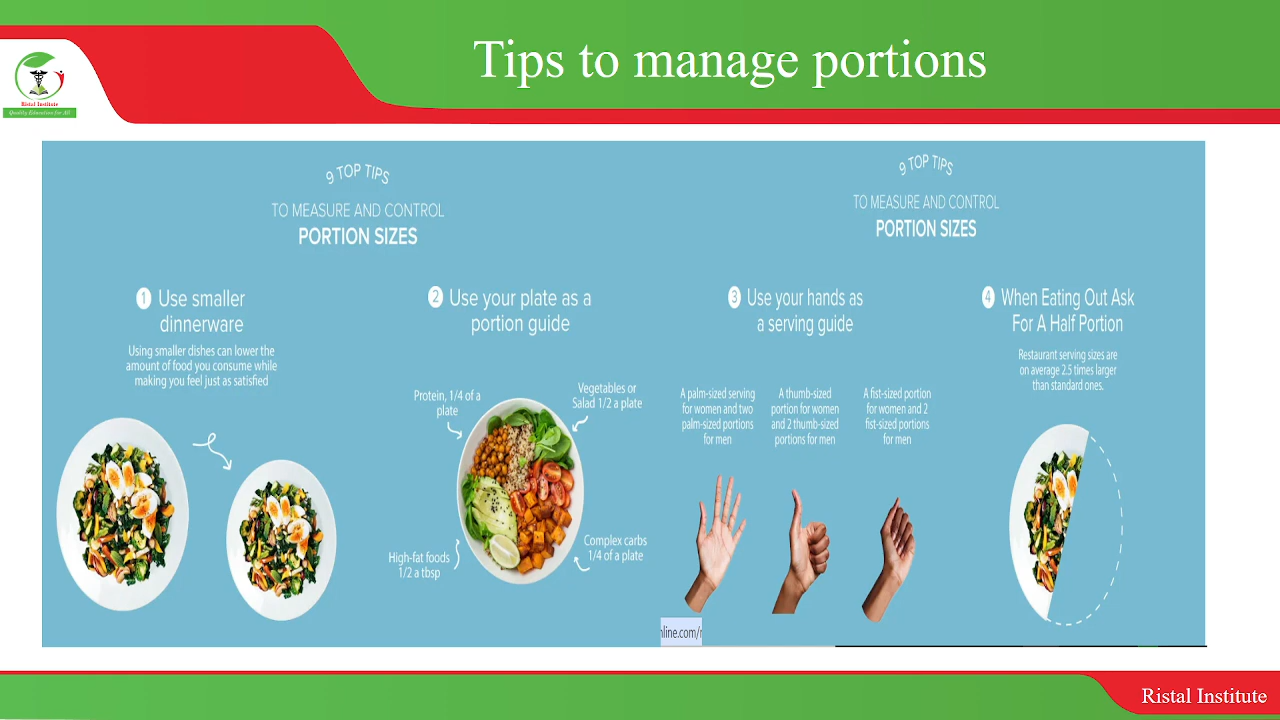 Tips to manage portions
Ristal Institute
Quality Education for All
9 TOP TIPS
TO MEASURE AND CONTROL
PORTION SIZES
9 TOP TIPS
TO MEASURE AND CONTROL
PORTION SIZES
1 Use smaller
dinnerware
Using smaller dishes can lower the
amount of food you consume while
making you feel just as satisfied
2 Use your plate as a
portion guide
Protein, 1/4 of a
plate
Vegetables or
Salad 1/2 a plate
High-fat foods
1/2 a tbsp
Complex carbs
1/4 of a plate
3 Use your hands as
a serving guide
A palm-sized serving
for women and two
palm-sized portions
for men
A thumb-sized
portion for women
and 2 thumb-sized
portions for men
A fist-sized portion
for women and 2
fist-sized portions
for men
4 When Eating Out Ask
For A Half Portion
Restaurant serving sizes are
on average 2.5 times larger
than standard ones.
line.com/
Ristal Institute